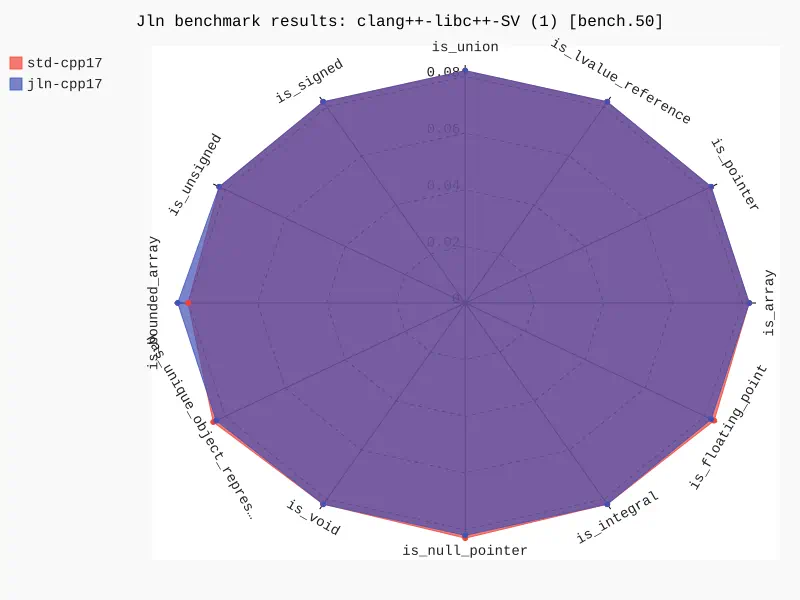 Jln benchmark results: clang++-libc++-SV (1) [bench.50]
std-cpp17
jln-cpp17
is_union
is_lvalue_reference
is_pointer
is_array
is_floating_point
is_integral
is_null_pointer
is_void
has_unique_object_repres…
is_bounded_array
is_unsigned
is_signed
0.08
0.06
0.04
0.02
0